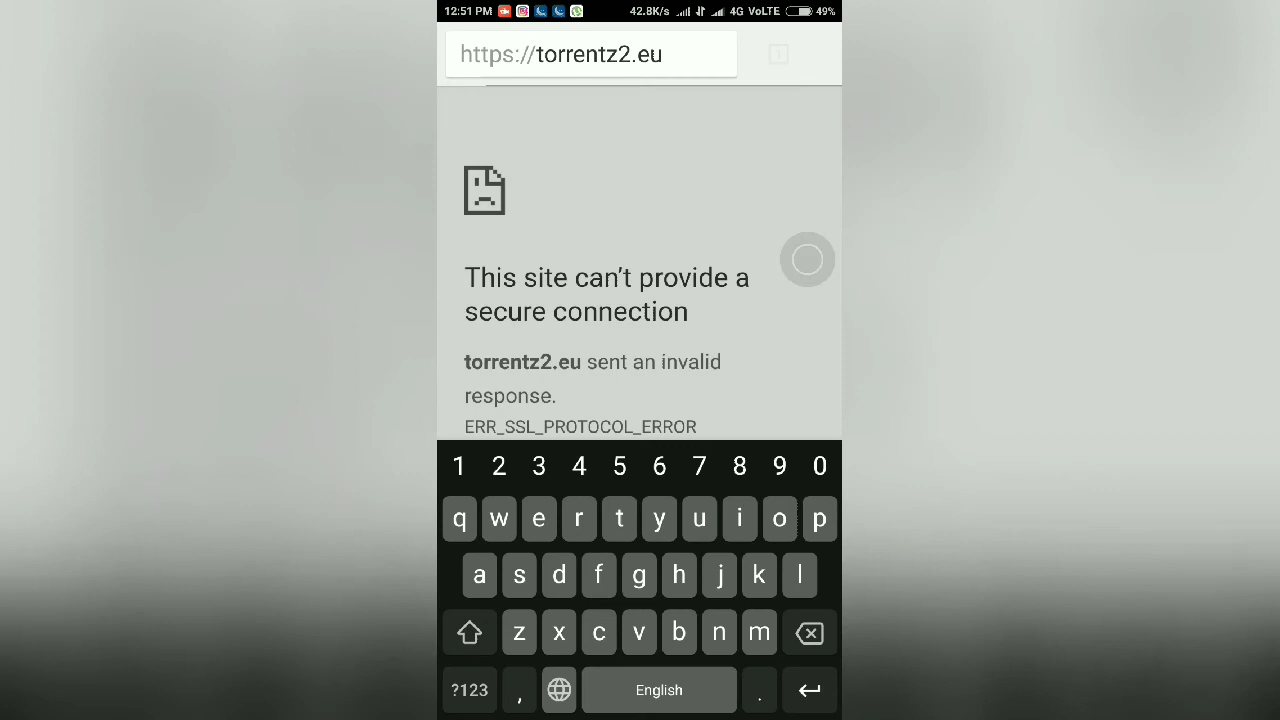 12:51 PM 42.8K/s 4G VoLTE 49%
https://torrentz2.eu
1
This site can't provide a
secure connection
torrentz2.eu sent an invalid
response.
ERR_SSL_PROTOCOL_ERROR
1 2 3 4 5 6 7 8 9 0
q w e r t y u i o p
a s d f g h j k l
z x c v b n m
?123 , English .